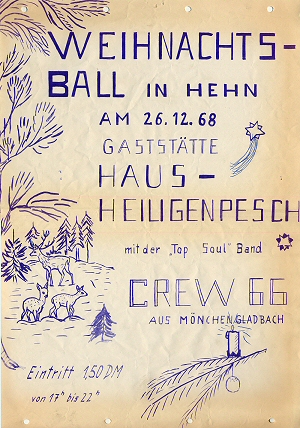 WEIHNACHTS-
BALL IN HEHN
AM 26.12.68
GASTSTÄTTE
HAUS-
HEILIGENPESCH
mit der „Top Soul" Band
CREW 66
AUS MÖNCHENGLADBACH
Eintritt 1,50 DM
von 17h bis 22h